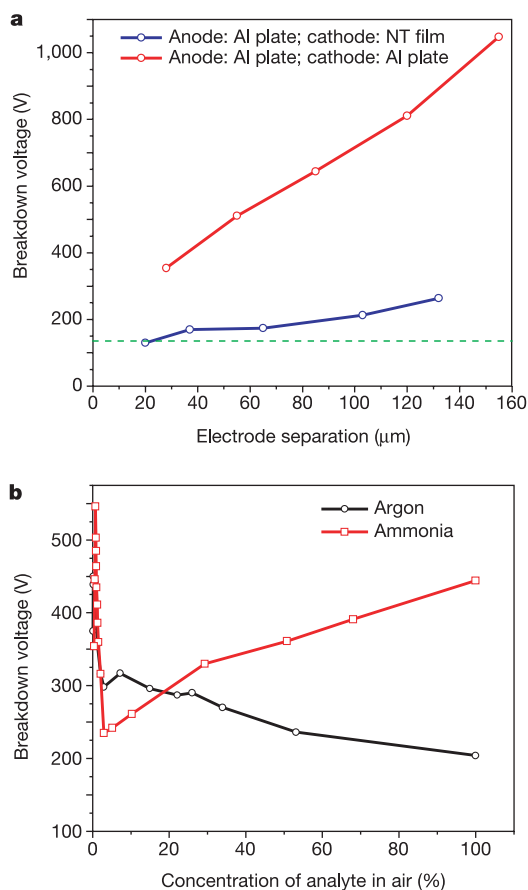 a
Anode: Al plate; cathode: NT film
Anode: Al plate; cathode: Al plate
Breakdown voltage (V)
1,000
800
600
400
200
0
0 20 40 60 80 100 120 140 160
Electrode separation (μm)
b
Argon
Ammonia
Breakdown voltage (V)
500
400
300
200
100
0 20 40 60 80 100
Concentration of analyte in air (%)